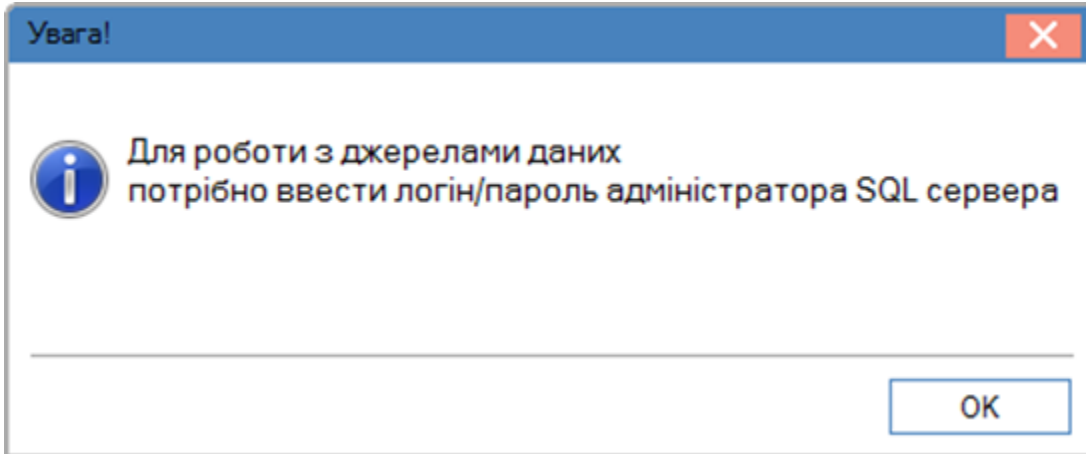 Увага!
Для роботи з джерелами даних
потрібно ввести логін/пароль адміністратора SQL сервера
OK